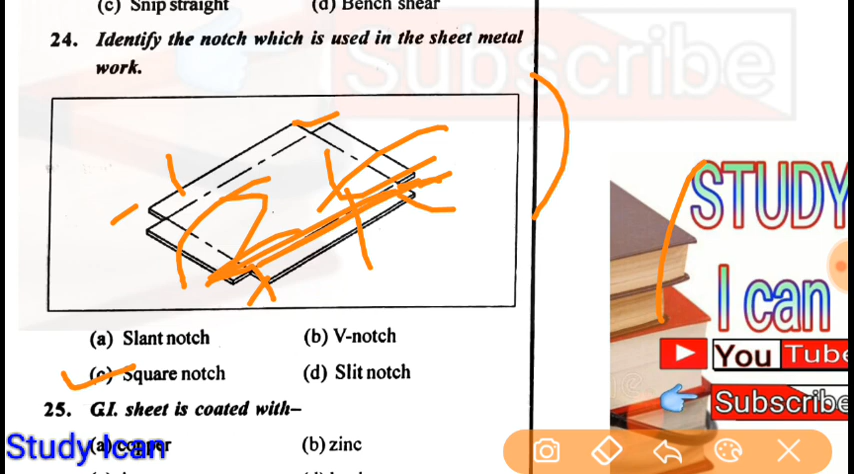 (c) Snip straight (d) Bench shear
24. Identify the notch which is used in the sheet metal
work.
Subscribe
(a) Slant notch (b) V-notch
(c) Square notch (d) Slit notch
25. G.I. sheet is coated with–
(a) copper (b) zinc
Study Ican
STUDY
I can
You Tube
Subscribe